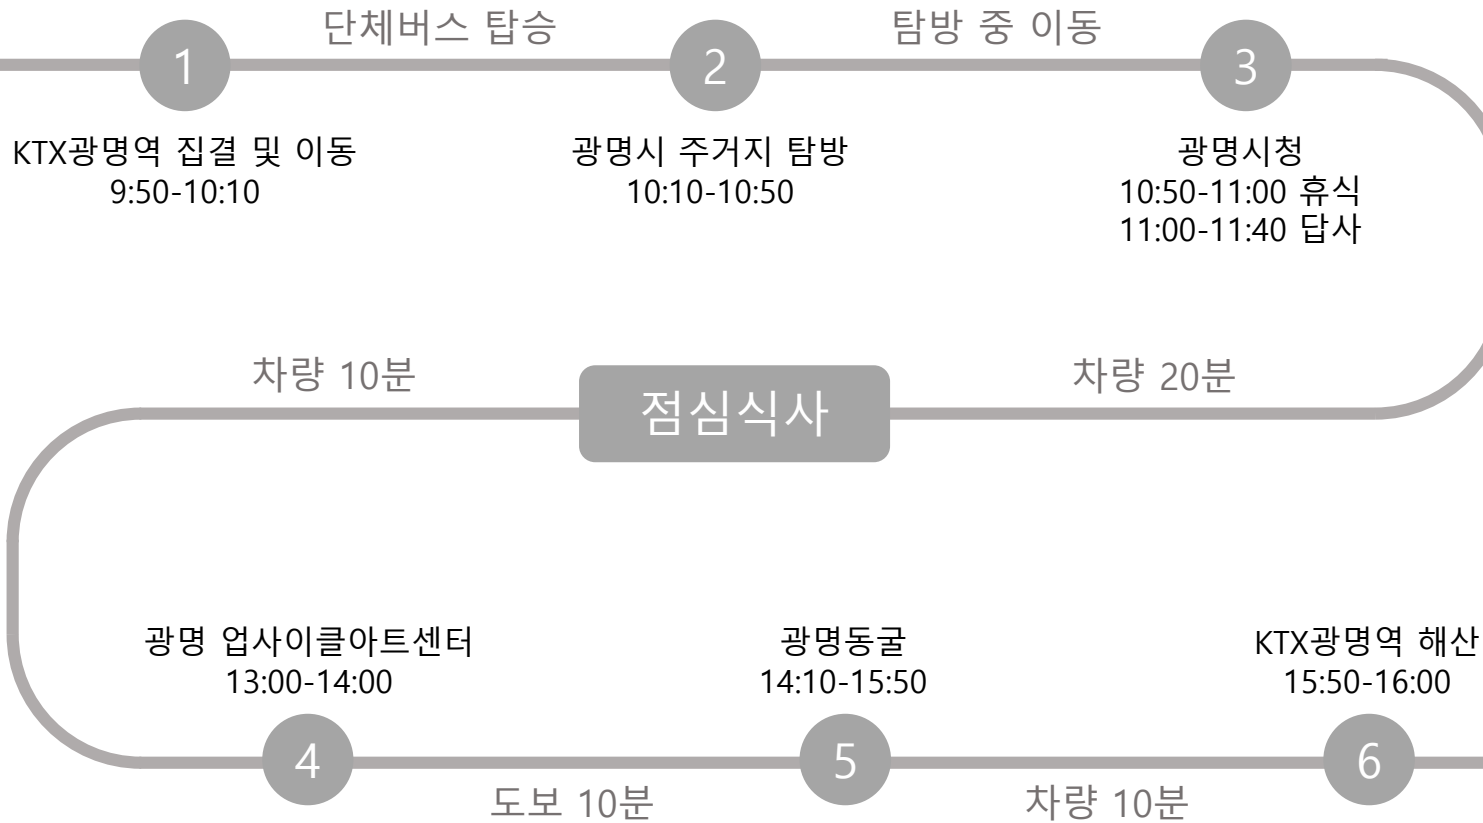 단체버스 탑승
탐방 중 이동
1
2
3
KTX광명역 집결 및 이동
9:50-10:10
광명시 주거지 탐방
10:10-10:50
광명시청
10:50-11:00 휴식
11:00-11:40 답사
차량 20분
점심식사
차량 10분
광명 업사이클아트센터
13:00-14:00
광명동굴
14:10-15:50
KTX광명역 해산
15:50-16:00
4
5
6
도보 10분
차량 10분